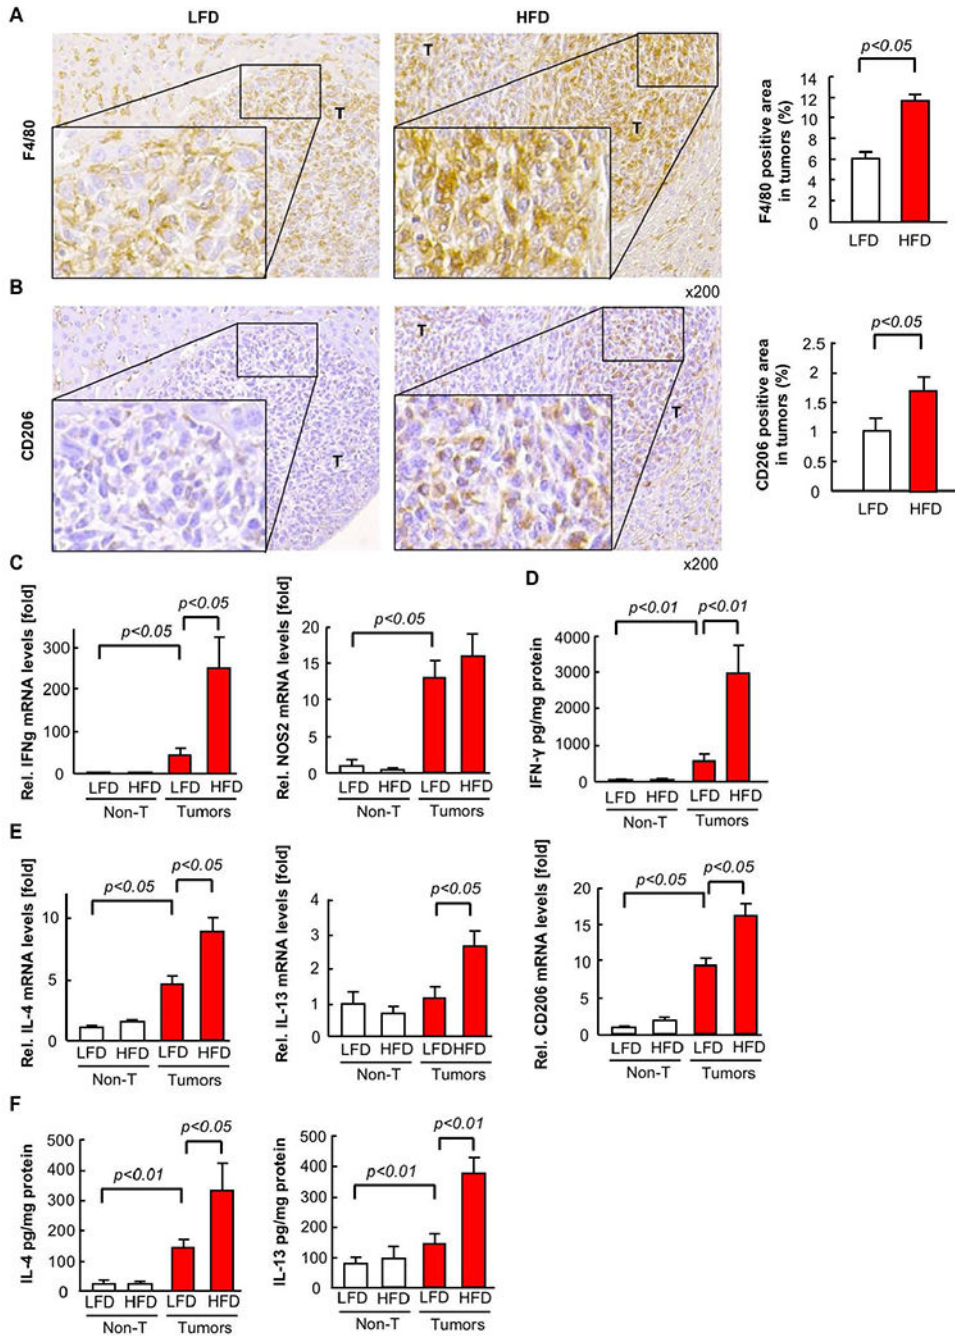 A
LFD
HFD
F4/80
T
T
T
p<0.05
F4/80 positive area
in tumors (%)
14
12
10
8
6
4
2
0
LFD HFD
x200
B
CD206
T
T
T
p<0.05
CD206 positive area
in tumors (%)
2.5
2
1.5
1
0.5
0
LFD HFD
x200
C
Rel. IFNg mRNA levels [fold]
p<0.05
p<0.05
300
200
100
0
LFD HFD LFD HFD
Non-T Tumors
Rel. NOS2 mRNA levels [fold]
p<0.05
20
15
10
5
0
LFD HFD LFD HFD
Non-T Tumors
D
IFN-γ pg/mg protein
p<0.01
p<0.01
4000
3000
2000
1000
0
LFD HFD LFD HFD
Non-T Tumors
E
Rel. IL-4 mRNA levels [fold]
p<0.05
p<0.05
10
5
0
LFD HFD LFD HFD
Non-T Tumors
Rel. IL-13 mRNA levels [fold]
p<0.05
4
3
2
1
0
LFD HFD LFDHFD
Non-T Tumors
Rel. CD206 mRNA levels [fold]
p<0.05
p<0.05
20
15
10
5
0
LFD HFD LFD HFD
Non-T Tumors
F
IL-4 pg/mg protein
p<0.05
p<0.01
500
400
300
200
100
0
LFD HFD LFD HFD
Non-T Tumors
IL-13 pg/mg protein
p<0.01
p<0.01
500
400
300
200
100
0
LFD HFD LFD HFD
Non-T Tumors